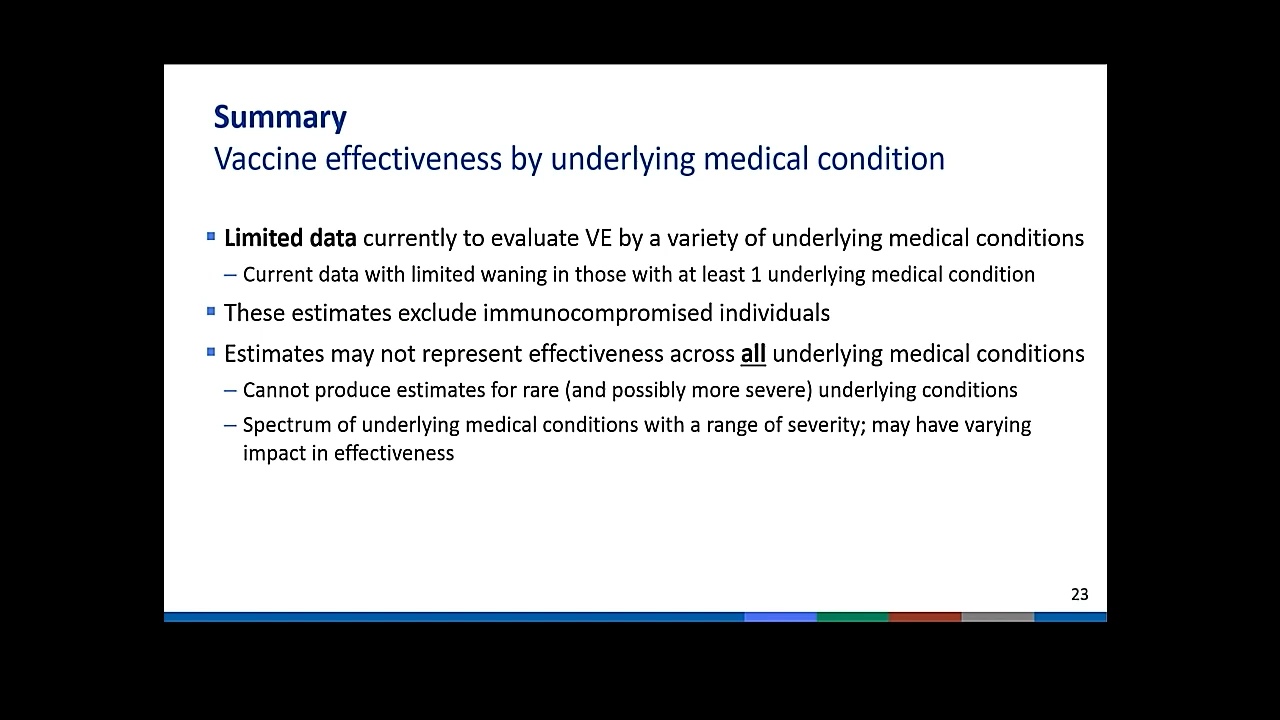 Summary
Vaccine effectiveness by underlying medical condition
Limited data currently to evaluate VE by a variety of underlying medical conditions
– Current data with limited waning in those with at least 1 underlying medical condition
These estimates exclude immunocompromised individuals
Estimates may not represent effectiveness across all underlying medical conditions
– Cannot produce estimates for rare (and possibly more severe) underlying conditions
– Spectrum of underlying medical conditions with a range of severity; may have varying
impact in effectiveness
23